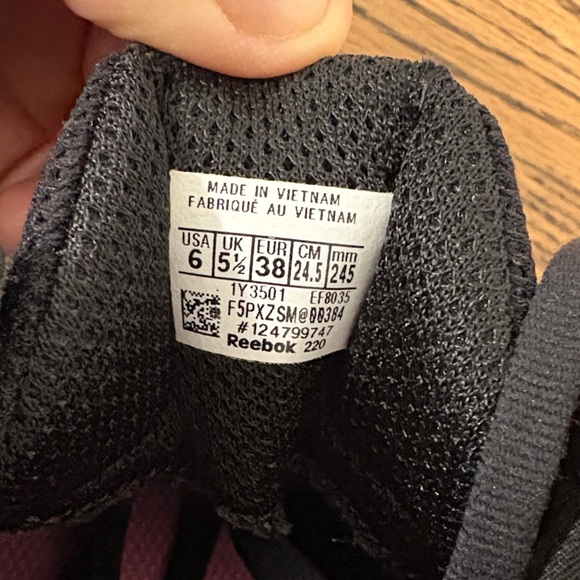 MADE IN VIETNAM
FABRIQUÉ AU VIETNAM
USA UK EUR CM mm
6 5½ 38 24.5 245
1Y3501 EF8035
F5PXZSM@00384
#124799747
Reebok 220